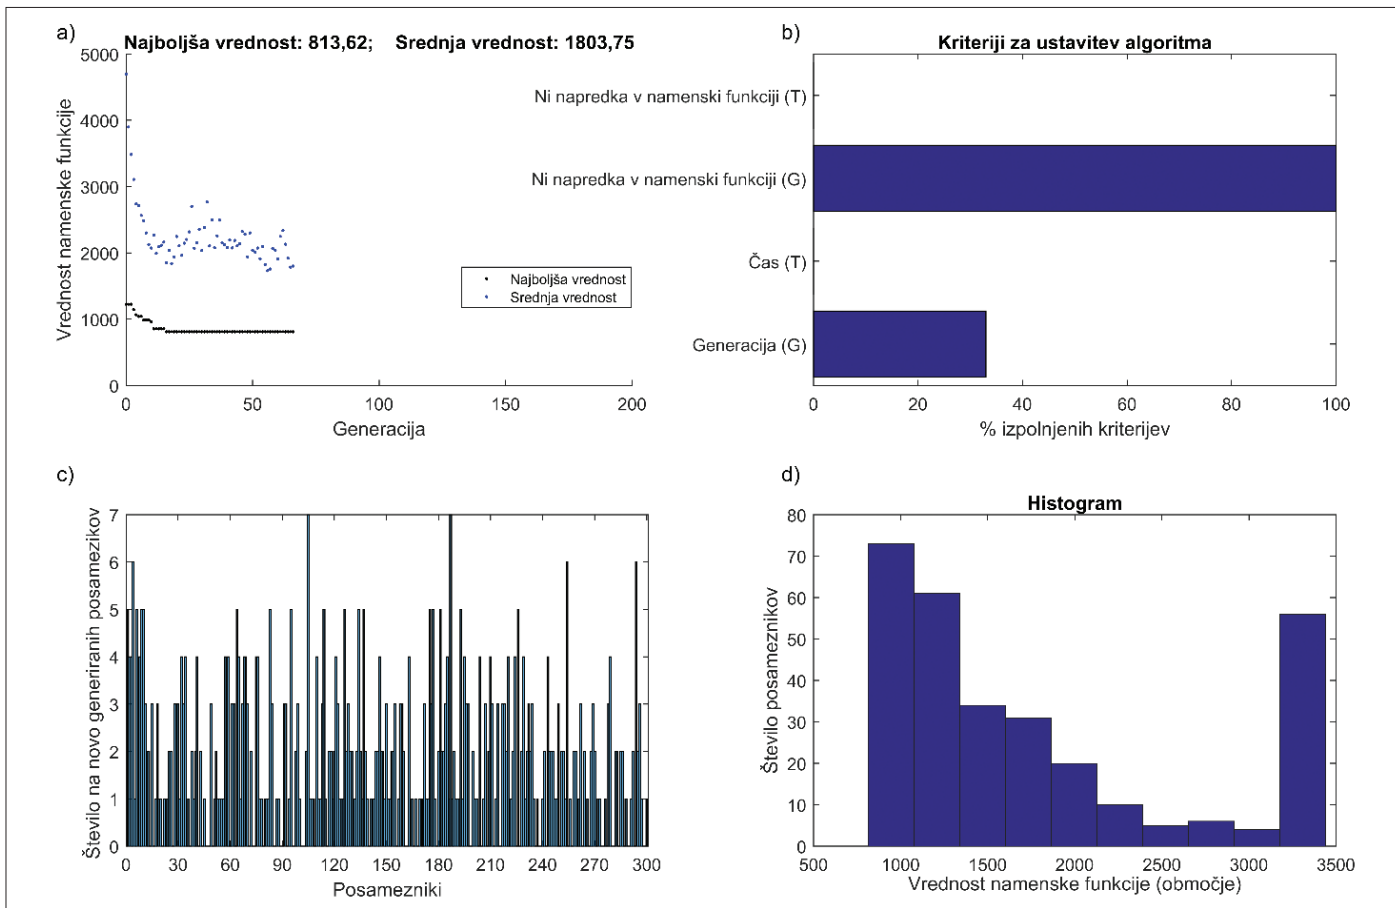 a)
Najboljša vrednost: 813,62; Srednja vrednost: 1803,75
5000
4000
3000
2000
1000
0
Vrednost namenske funkcije
Najboljša vrednost
Srednja vrednost
0 50 100 150 200
Generacija
b)
Kriteriji za ustavitev algoritma
Ni napredka v namenski funkciji (T)
Ni napredka v namenski funkciji (G)
Čas (T)
Generacija (G)
0 20 40 60 80 100
% izpolnjenih kriterijev
c)
7
6
5
4
3
2
1
0
Število na novo generiranih posamezikov
0 30 60 90 120 150 180 210 240 270 300
Posamezniki
d)
Histogram
80
70
60
50
40
30
20
10
0
Število posameznikov
500 1000 1500 2000 2500 3000 3500
Vrednost namenske funkcije (območje)